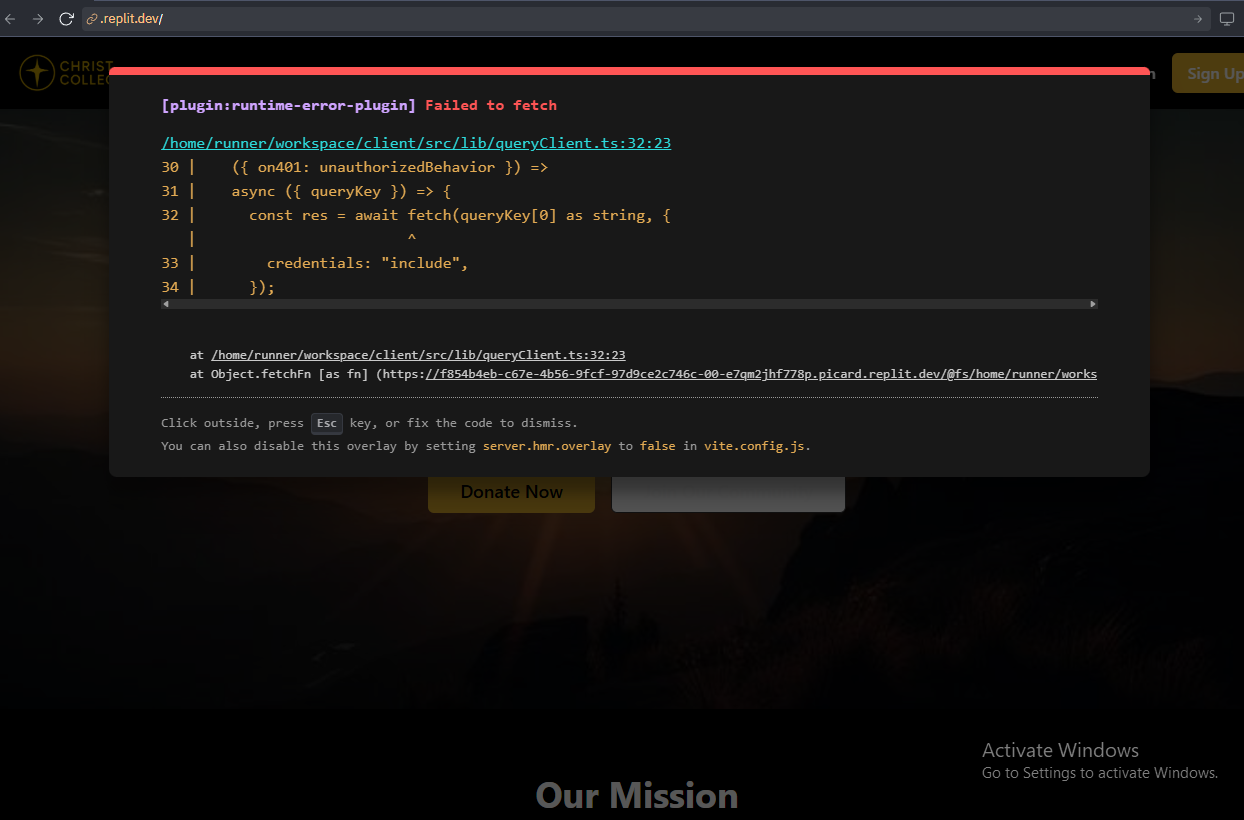 .replit.dev/
CHRIST
COLLEC
n
Sign Up
[plugin:runtime-error-plugin] Failed to fetch
/home/runner/workspace/client/src/lib/queryClient.ts:32:23
30 |    ({ on401: unauthorizedBehavior }) =>
31 |    async ({ queryKey }) => {
32 |      const res = await fetch(queryKey[0] as string, {
   |                        ^
33 |        credentials: "include",
34 |      });
at /home/runner/workspace/client/src/lib/queryClient.ts:32:23
at Object.fetchFn [as fn] (https://f854b4eb-c67e-4b56-9fcf-97d9ce2c746c-00-e7qm2jhf778p.picard.replit.dev/@fs/home/runner/works
Click outside, press Esc key, or fix the code to dismiss.
You can also disable this overlay by setting server.hmr.overlay to false in vite.config.js.
Donate Now
Activate Windows
Go to Settings to activate Windows.
Our Mission